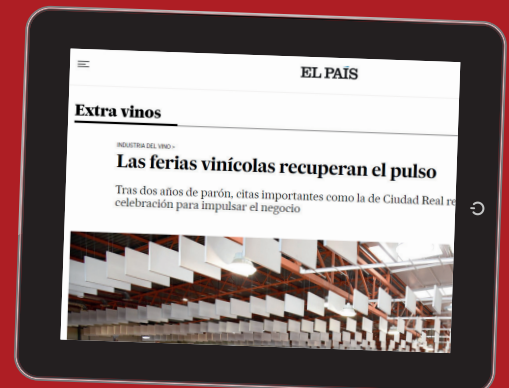 EL PAÍS
Extra vinos
INDUSTRIA DEL VINO >
Las ferias vinícolas recuperan el pulso
Tras dos años de parón, citas importantes como la de Ciudad Real re
celebración para impulsar el negocio